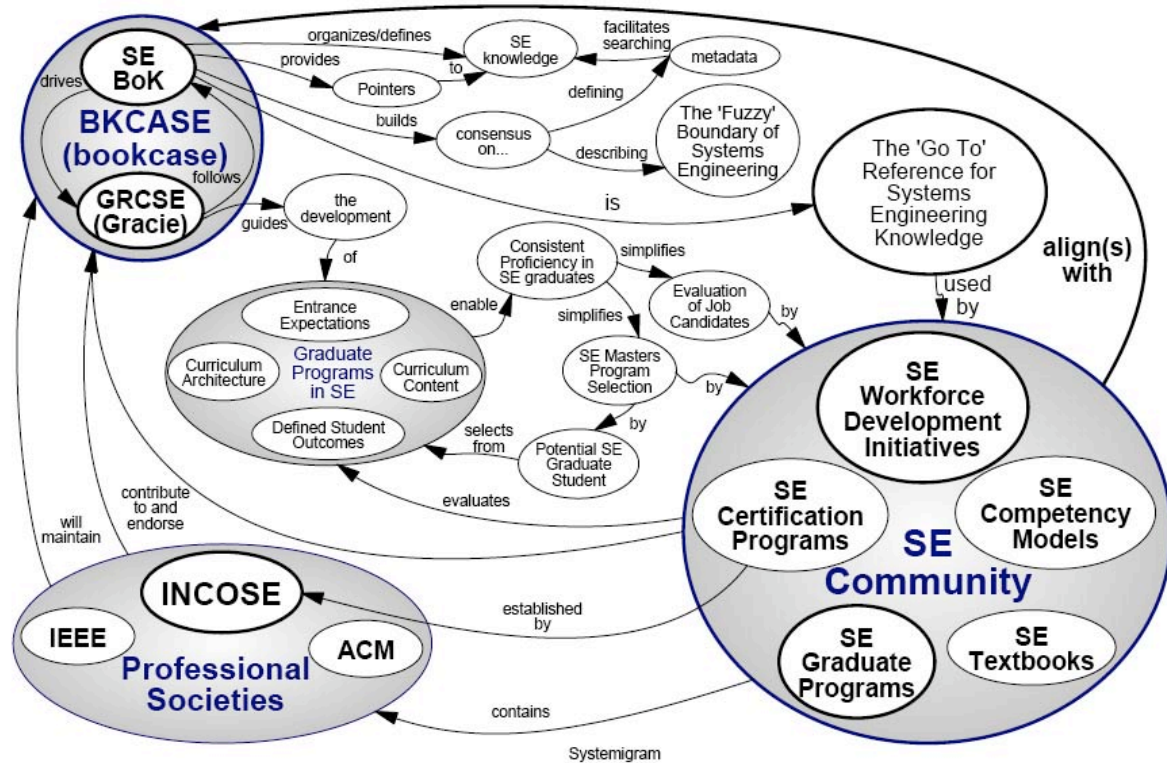 SE
BoK
drives
BKCASE
(bookcase)
follows
GRCSE
(Gracie)
organizes/defines
SE
knowledge
facilitates
searching
metadata
provides
Pointers
to
defining
builds
consensus
on...
describing
The 'Fuzzy'
Boundary of
Systems
Engineering
is
The 'Go To'
Reference for
Systems
Engineering
Knowledge
align(s)
with
used
by
guides
the
development
of
Consistent
Proficiency in
SE graduates
simplifies
Evaluation
of Job
Candidates
by
enable
simplifies
SE Masters
Program
Selection
by
by
Entrance
Expectations
Curriculum
Architecture
Graduate
Programs
in SE
Curriculum
Content
Defined Student
Outcomes
selects
from
Potential SE
Graduate
Student
evaluates
SE
Workforce
Development
Initiatives
SE
Certification
Programs
SE
Competency
Models
SE
Community
SE
Graduate
Programs
SE
Textbooks
will
maintain
contribute
to and
endorse
INCOSE
IEEE
ACM
Professional
Societies
established
by
contains
Systemigram